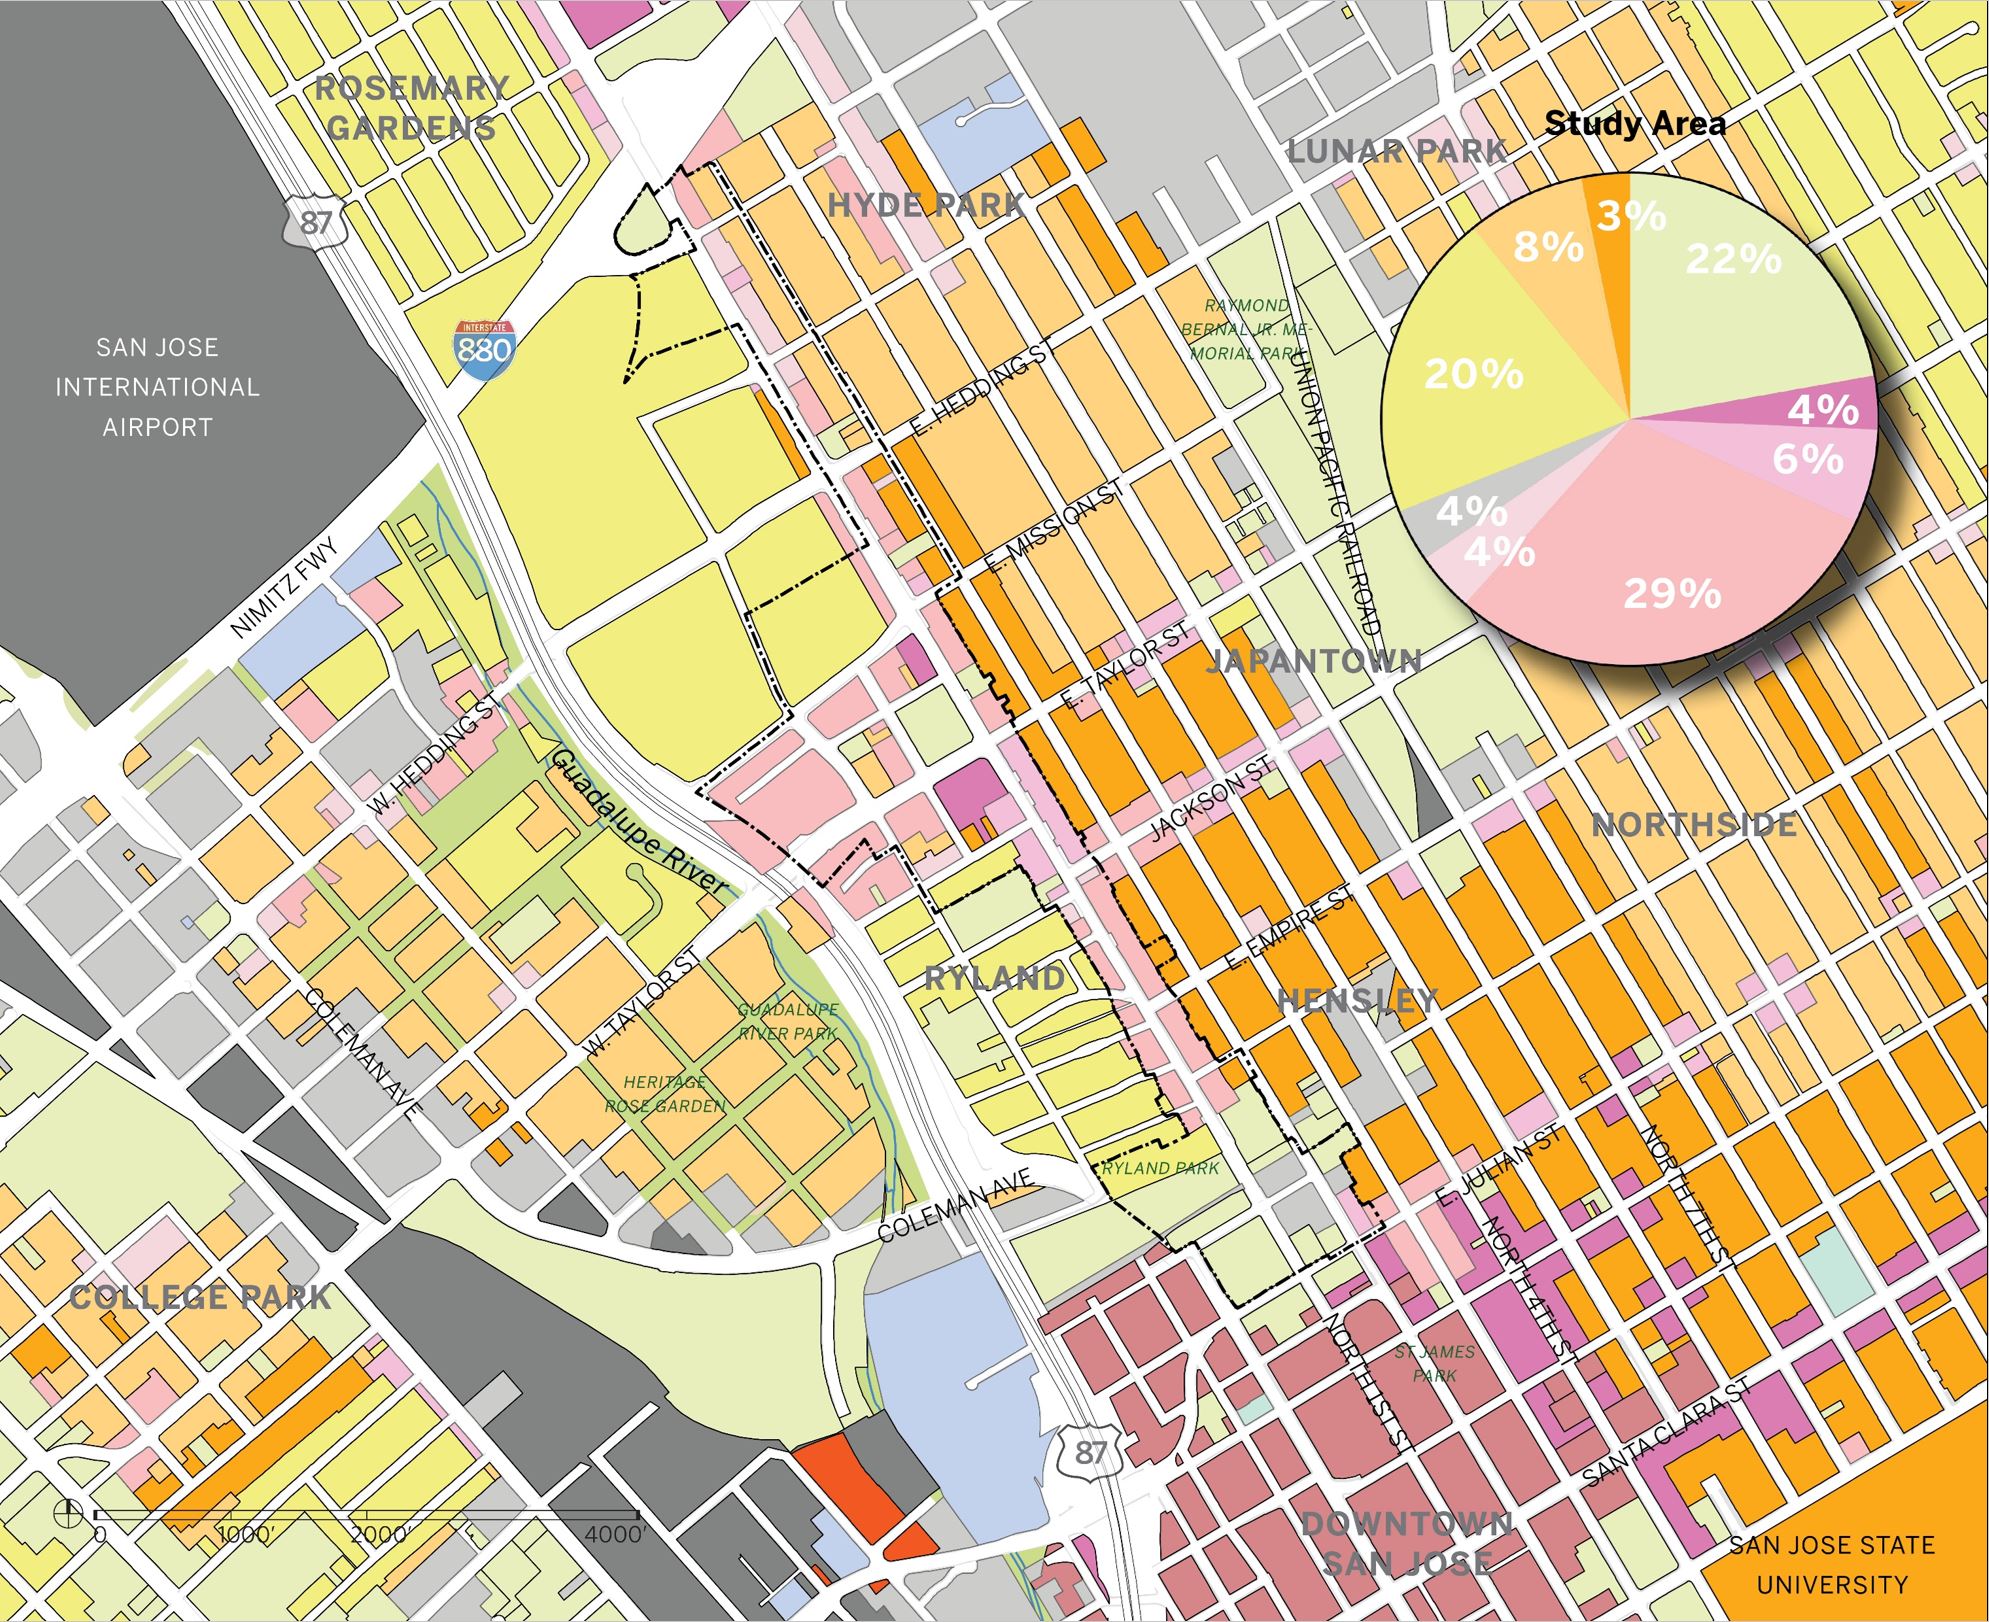 ROSEMARY
GARDENS
Study Area
LUNAR PARK
HYDE PARK
87
3%
22%
8%
4%
6%
20%
4%
4%
29%
INTERSTATE
880
SAN JOSE
INTERNATIONAL
AIRPORT
RAYMOND
BERNAL JR. ME-
MORIAL PARK
UNION PACIFIC RAILROAD
E. HEDDING ST
E. MISSION ST
NIMITZ FWY
E. TAYLOR ST
JAPANTOWN
W. HEDDING ST
Guadalupe River
JACKSON ST
NORTHSIDE
E. EMPIRE ST
RYLAND
HENSLEY
COLEMAN AVE
W. TAYLOR ST
GUADALUPE
RIVER PARK
HERITAGE
ROSE GARDEN
RYLAND PARK
COLEMAN AVE
E. JULIAN ST
NORTH 7TH ST
NORTH 4TH ST
COLLEGE PARK
NORTH 1ST ST
ST JAMES
PARK
SANTA CLARA ST
87
0
1000'
2000'
4000'
DOWNTOWN
SAN JOSE
SAN JOSE STATE
UNIVERSITY